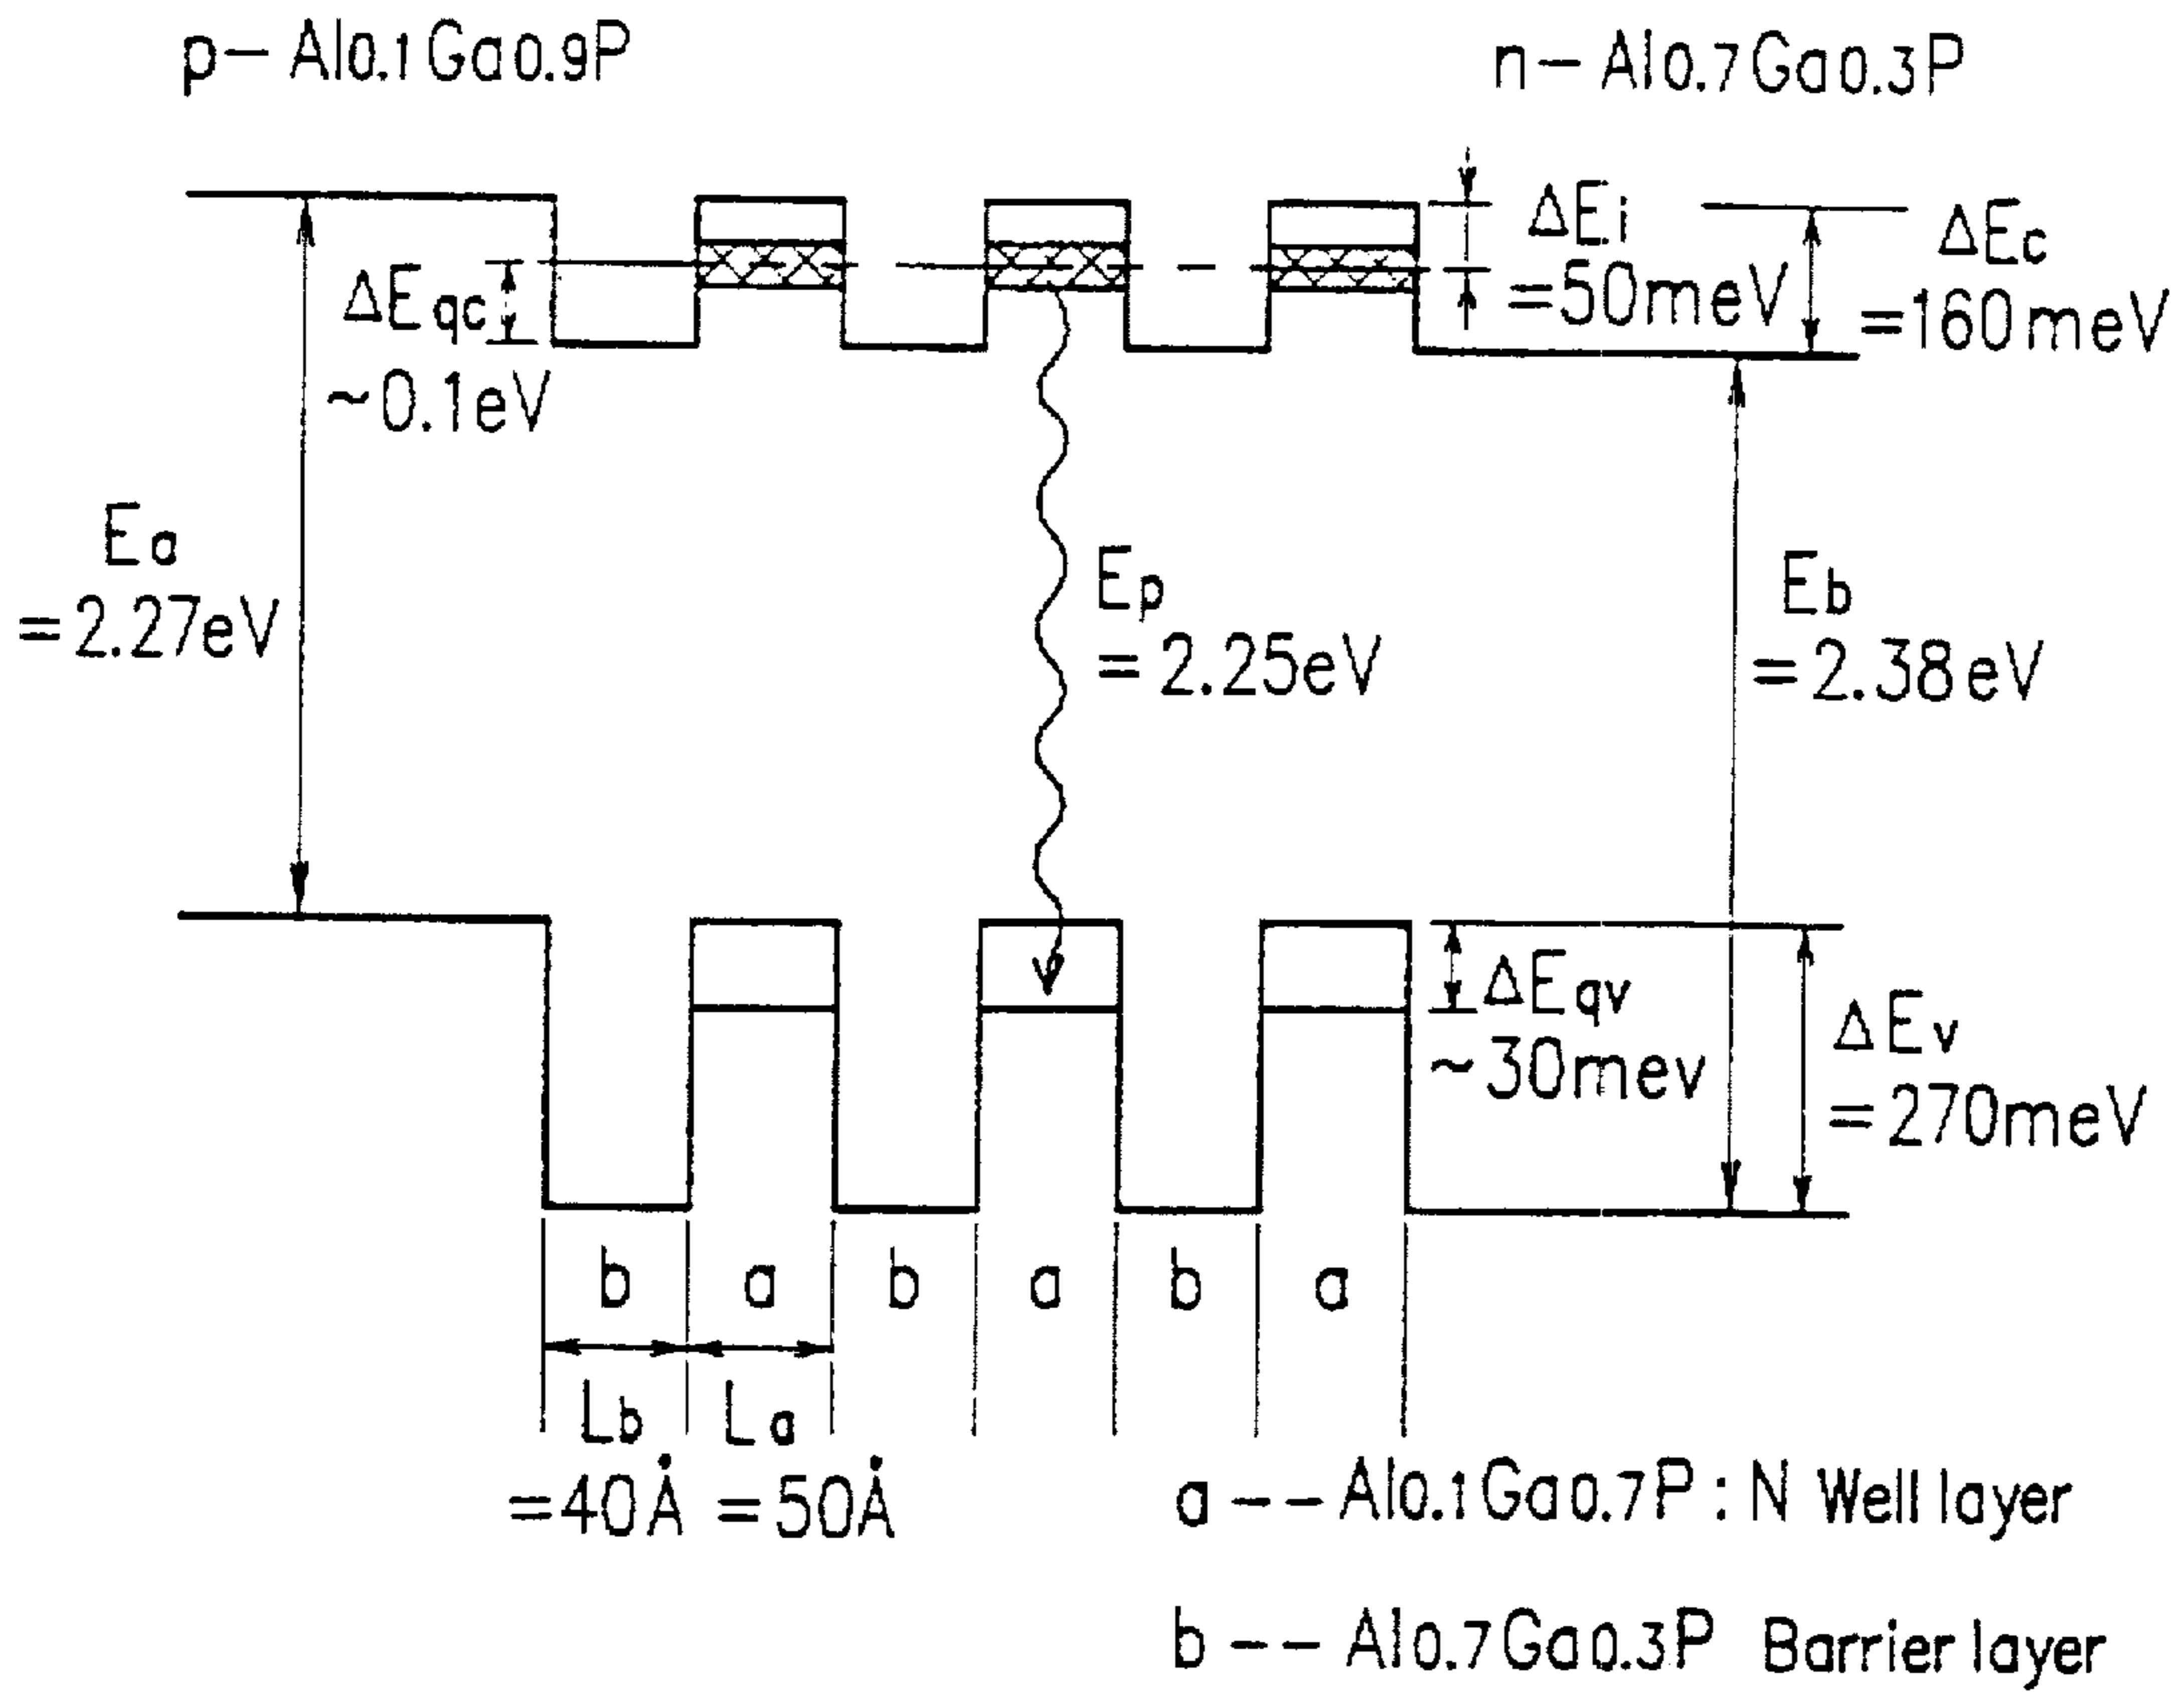 p-Al0.1Ga0.9P
n-Al0.7Ga0.3P
ΔEi
=50meV
ΔEc
=160meV
ΔEqc
~0.1eV
Ea
=2.27eV
Ep
=2.25eV
Eb
=2.38eV
ΔEqv
~30mev
ΔEv
=270meV
b a b a b a
Lb La
=40Å =50Å
a -- Al0.1Ga0.7P : N Well layer
b -- Al0.7Ga0.3P Barrier layer